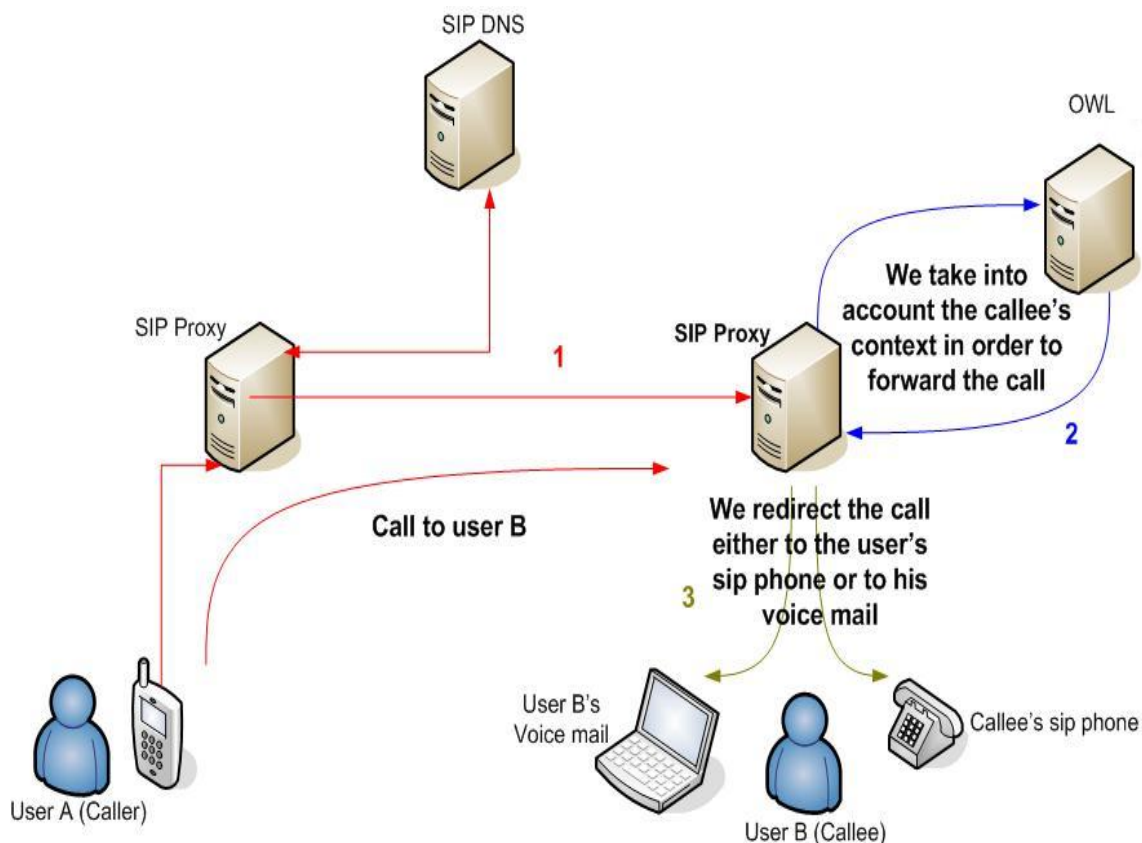 SIP DNS
OWL
SIP Proxy
1
SIP Proxy
We take into
account the callee's
context in order to
forward the call
2
Call to user B
We redirect the call
either to the user's
sip phone or to his
voice mail
3
User B's
Voice mail
Callee's sip phone
User A (Caller)
User B (Callee)